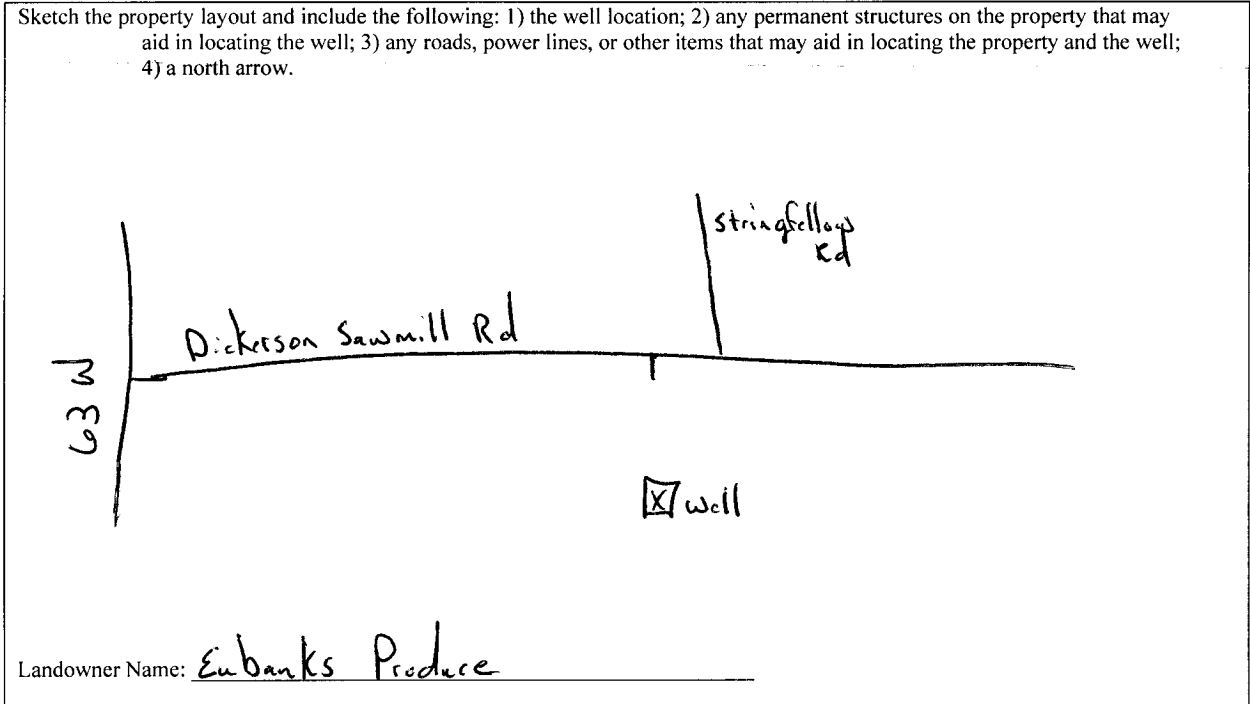 Sketch the property layout and include the following: 1) the well location; 2) any permanent structures on the property that may
aid in locating the well; 3) any roads, power lines, or other items that may aid in locating the property and the well;
4) a north arrow.
Stringfellow
Rd
Dickerson Sawmill Rd
63 W
X Well
Landowner Name: Eubanks Produce